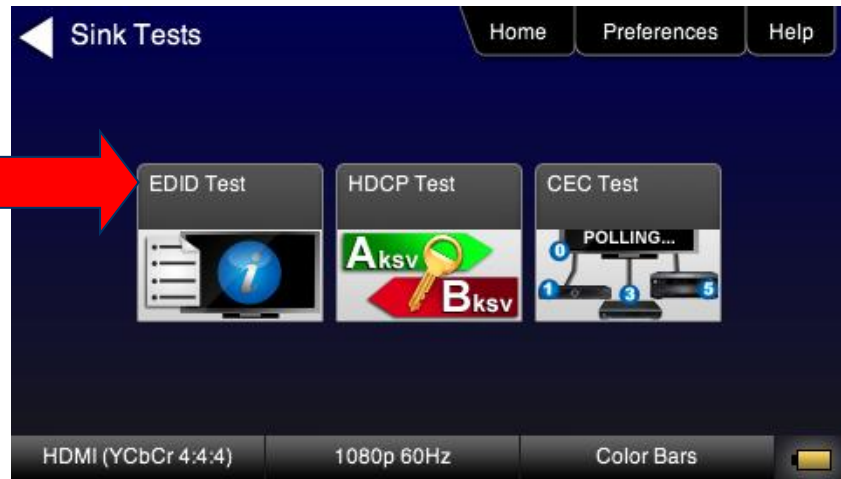 Sink Tests
Home
Preferences
Help
EDID Test
HDCP Test
CEC Test
i
Aksv
Bksv
POLLING...
0
1
3
5
HDMI (YCbCr 4:4:4)
1080p 60Hz
Color Bars